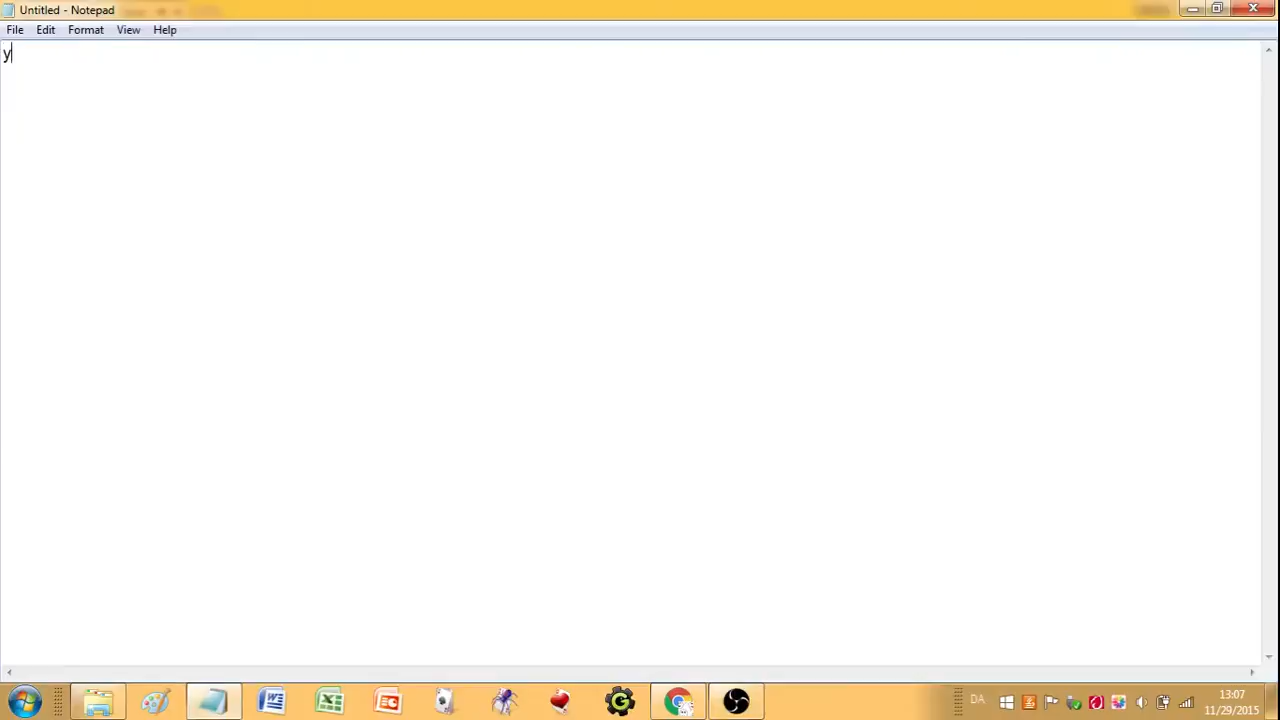 Untitled - Notepad
File Edit Format View Help
y
DA
13:07
11/29/2015